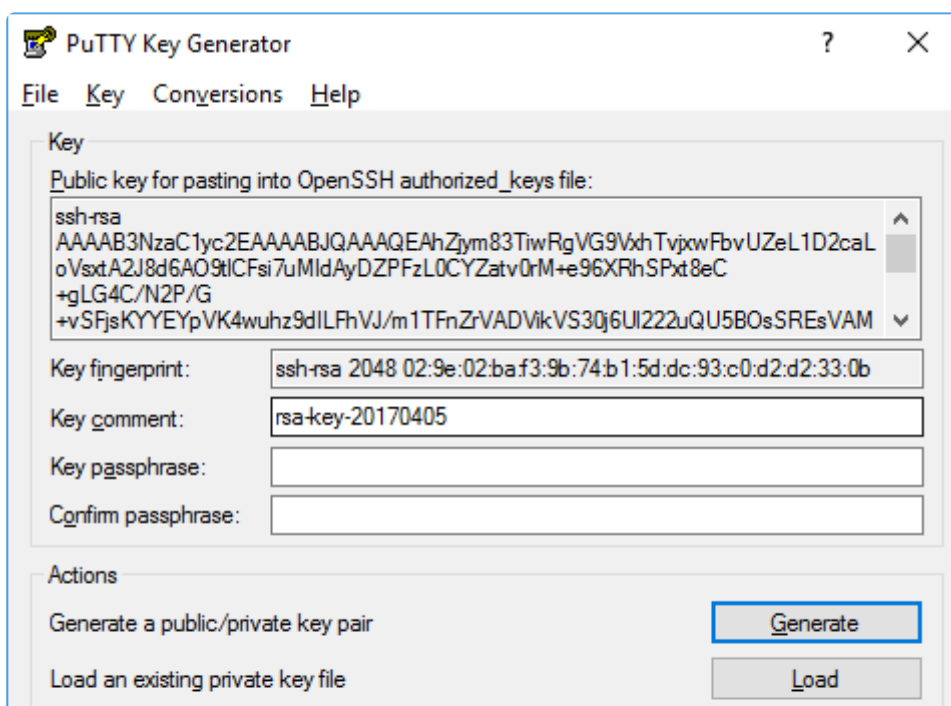 PuTTY Key Generator
? ×
File Key Conversions Help
Key
Public key for pasting into OpenSSH authorized_keys file:
ssh-rsa
AAAAB3NzaC1yc2EAAAABJQAAAQEAhZjym83TiwRgVG9VxhTvjxwFbvUZeL1D2caL
oVsxtA2J8d6AO9tlCFsi7uMIdAyDZPFzL0CYZatv0rM+e96XRhSPxt8eC
+gLG4C/N2P/G
+vSFjsKYYEYpVK4wuhz9dILFhVJ/m1TFnZrVADVikVS30j6UI222uQU5BOsSREsVAM
Key fingerprint: ssh-rsa 2048 02:9e:02:ba:f3:9b:74:b1:5d:dc:93:c0:d2:d2:33:0b
Key comment: rsa-key-20170405
Key passphrase:
Confirm passphrase:
Actions
Generate a public/private key pair Generate
Load an existing private key file Load